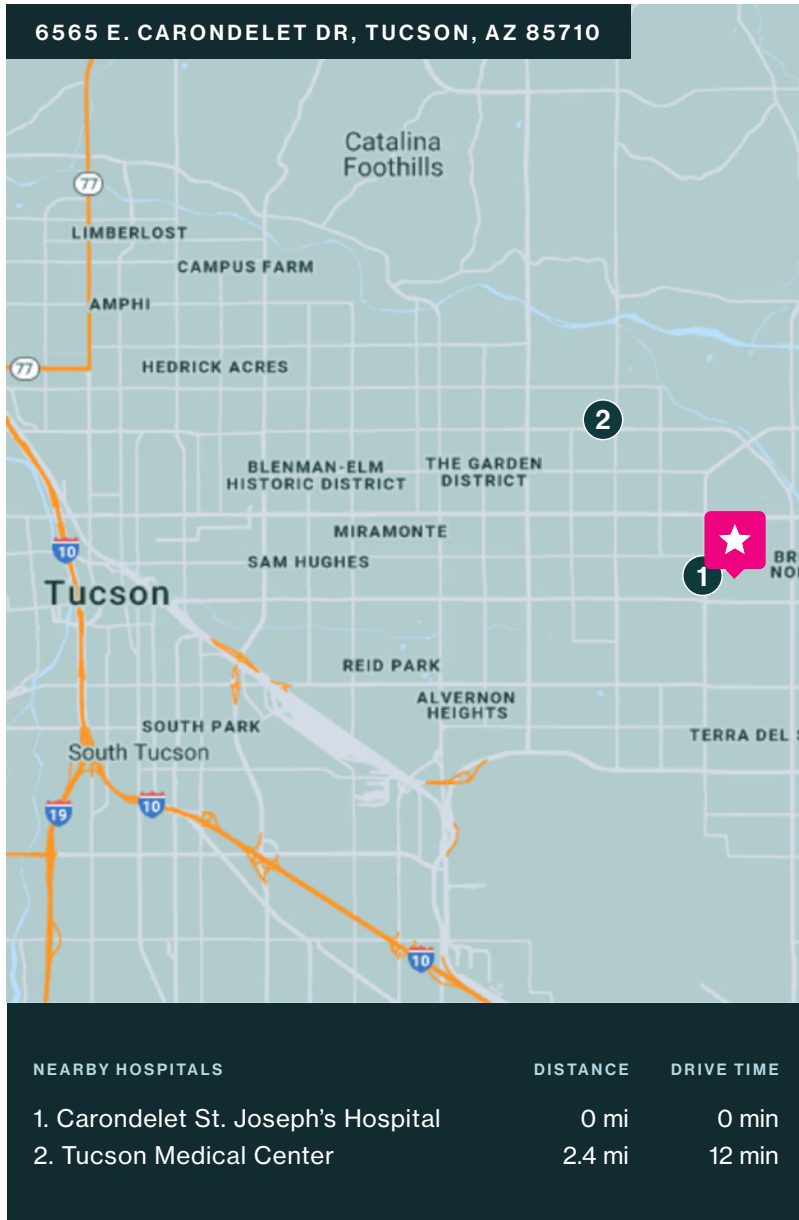 6565 E. CARONDELET DR, TUCSON, AZ 85710
Catalina
Foothills
77
LIMBERLOST
CAMPUS FARM
AMPHI
77
HEDRICK ACRES
2
BLENMAN-ELM
HISTORIC DISTRICT
THE GARDEN
DISTRICT
MIRAMONTE
10
SAM HUGHES
BR
NO
1
Tucson
REID PARK
ALVERNON
HEIGHTS
SOUTH PARK
TERRA DEL S
South Tucson
19
10
10
NEARBY HOSPITALS DISTANCE DRIVE TIME
1. Carondelet St. Joseph’s Hospital 0 mi 0 min
2. Tucson Medical Center 2.4 mi 12 min